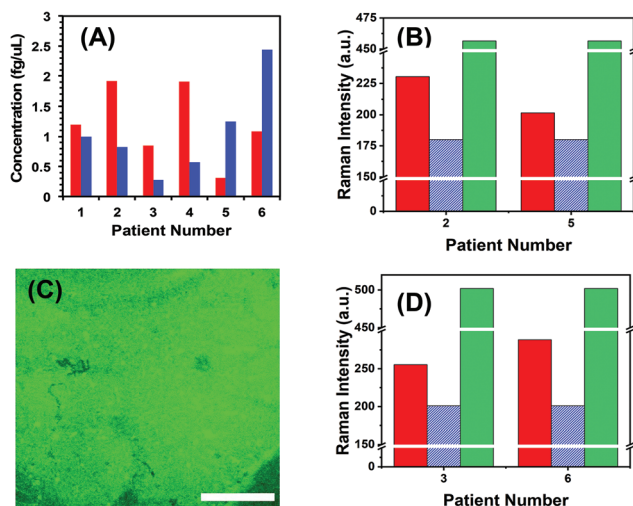 (A)
Concentration (fg/uL)
3
2.5
2
1.5
1
0.5
0
1 2 3 4 5 6
Patient Number
(B)
Raman Intensity (a.u.)
475
450
225
200
175
150
0
2 5
Patient Number
(C)
(D)
Raman Intensity (a.u.)
500
450
250
200
150
0
3 6
Patient Number